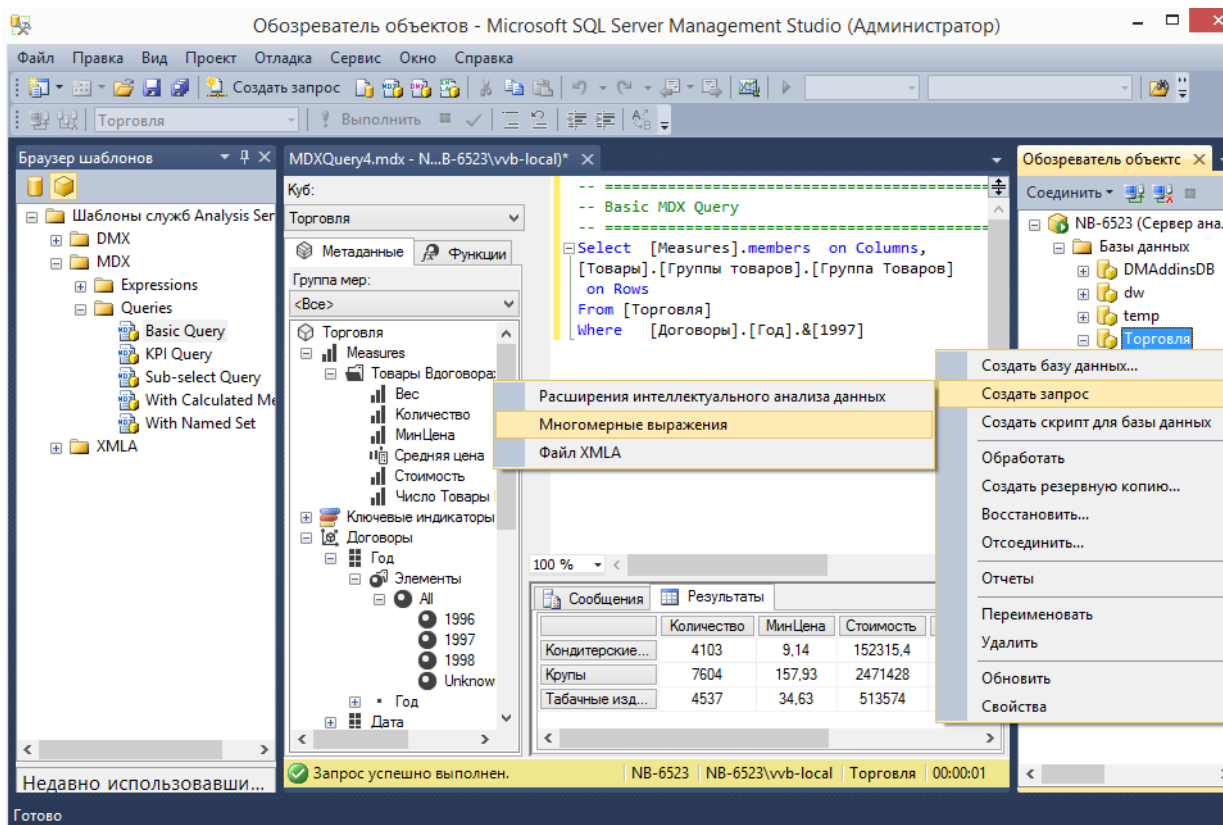 Обозреватель объектов - Microsoft SQL Server Management Studio (Администратор)
Файл Правка Вид Проект Отладка Сервис Окно Справка
Создать запрос
Торговля
Выполнить
Браузер шаблонов
Шаблоны служб Analysis Ser
DMX
MDX
Expressions
Queries
Basic Query
KPI Query
Sub-select Query
With Calculated Me
With Named Set
XMLA
Недавно использовавши...
MDXQuery4.mdx - N...B-6523\vvb-local)*
Куб:
Торговля
Метаданные
Функции
Группа мер:
<Все>
Торговля
Measures
Товары Вдоговора
Вес
Количество
МинЦена
Средняя цена
Стоимость
Число Товары
Ключевые индикаторы
Договоры
Год
Элементы
All
1996
1997
1998
Unknow
Год
Дата
-- ===========================================
-- Basic MDX Query
-- ===========================================
Select [Measures].members on Columns,
[Товары].[Группы товаров].[Группа Товаров]
on Rows
From [Торговля]
Where [Договоры].[Год].&[1997]
100 %
Сообщения
Результаты
Количество МинЦена Стоимость
Кондитерские... 4103 9,14 152315,4
Крупы 7604 157,93 2471428
Табачные изд... 4537 34,63 513574
Запрос успешно выполнен. NB-6523 NB-6523\vvb-local Торговля 00:00:01
Обозреватель объектс
Соединить
NB-6523 (Сервер ана
Базы данных
DMAddinsDB
dw
temp
Торговля
Создать базу данных...
Создать запрос
Создать скрипт для базы данных
Обработать
Создать резервную копию...
Восстановить...
Отсоединить...
Отчеты
Переименовать
Удалить
Обновить
Свойства
Расширения интеллектуального анализа данных
Многомерные выражения
Файл XMLA
Готово